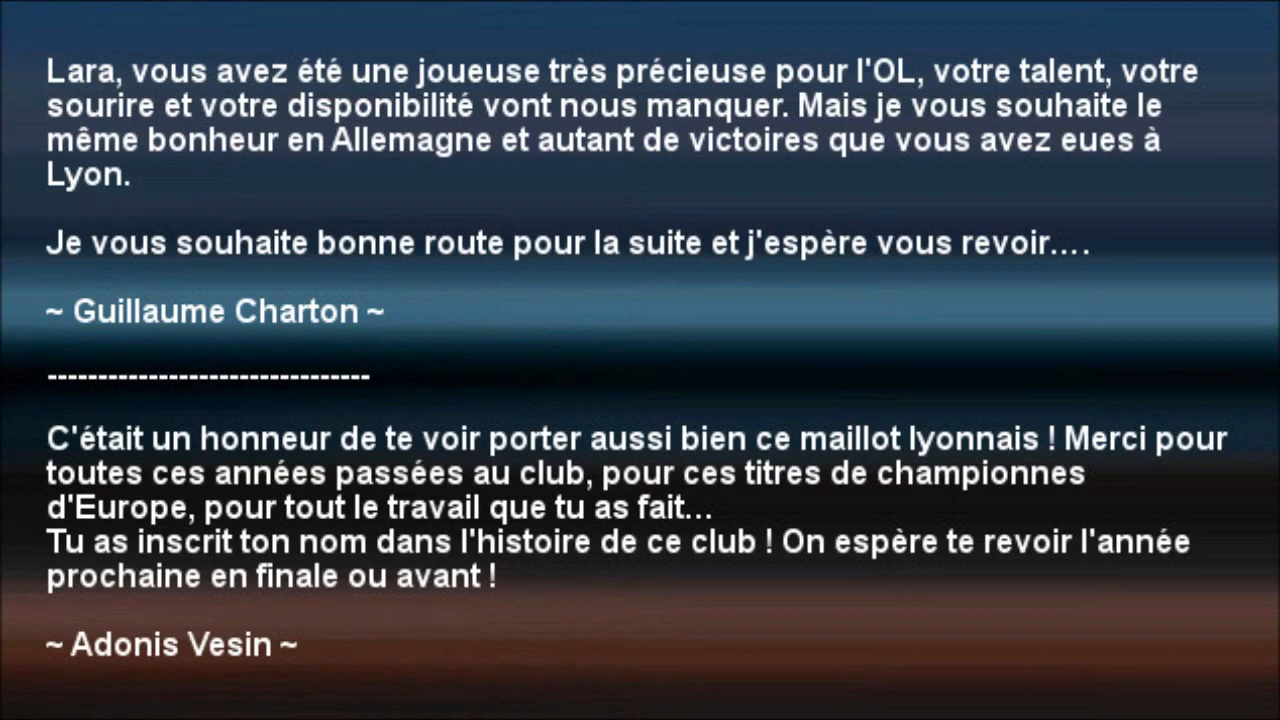 Lara, vous avez été une joueuse très précieuse pour l'OL, votre talent, votre
sourire et votre disponibilité vont nous manquer. Mais je vous souhaite le
même bonheur en Allemagne et autant de victoires que vous avez eues à
Lyon.
Je vous souhaite bonne route pour la suite et j'espère vous revoir....
~ Guillaume Charton ~
--------------------------------
C'était un honneur de te voir porter aussi bien ce maillot lyonnais ! Merci pour
toutes ces années passées au club, pour ces titres de championnes
d'Europe, pour tout le travail que tu as fait...
Tu as inscrit ton nom dans l'histoire de ce club ! On espère te revoir l'année
prochaine en finale ou avant !
~ Adonis Vesin ~